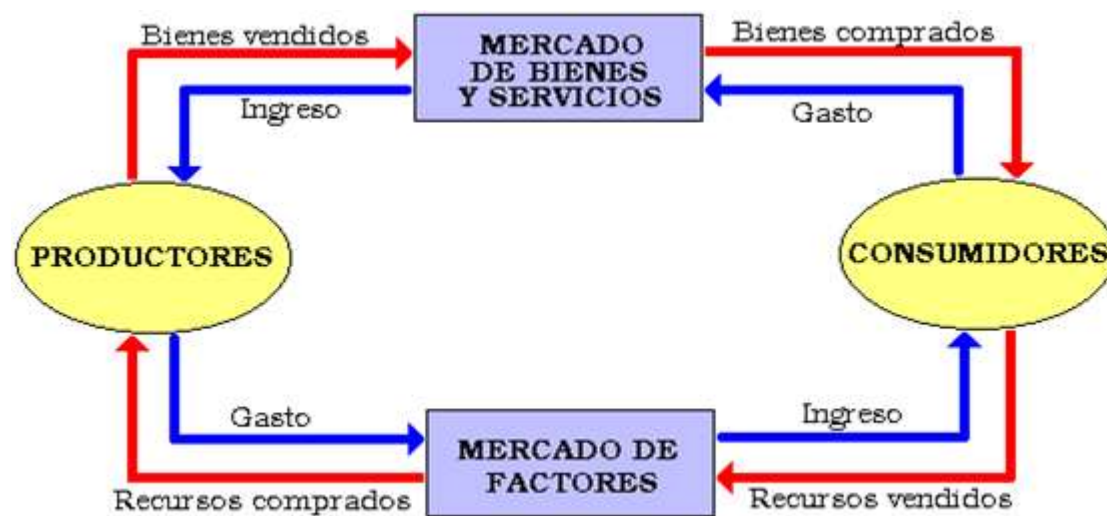 Bienes vendidos
MERCADO
DE BIENES
Y SERVICIOS
Bienes comprados
Ingreso
Gasto
PRODUCTORES
CONSUMIDORES
Gasto
MERCADO DE
FACTORES
Ingreso
Recursos comprados
Recursos vendidos